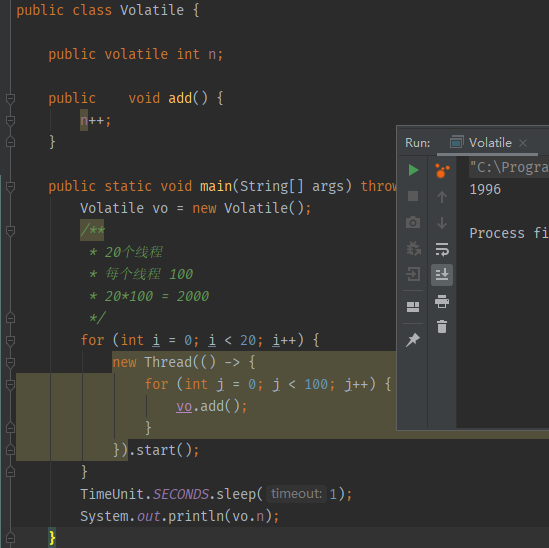 public class Volatile {
public volatile int n;
public    void add() {
n++;
}
public static void main(String[] args) throw
Volatile vo = new Volatile();
/**
* 20个线程
* 每个线程 100
* 20*100 = 2000
*/
for (int i = 0; i < 20; i++) {
new Thread(() -> {
for (int j = 0; j < 100; j++) {
vo.add();
}
}).start();
}
TimeUnit.SECONDS.sleep( timeout: 1);
System.out.println(vo.n);
}
Run: Volatile ×
"C:\Progra
1996
Process fi